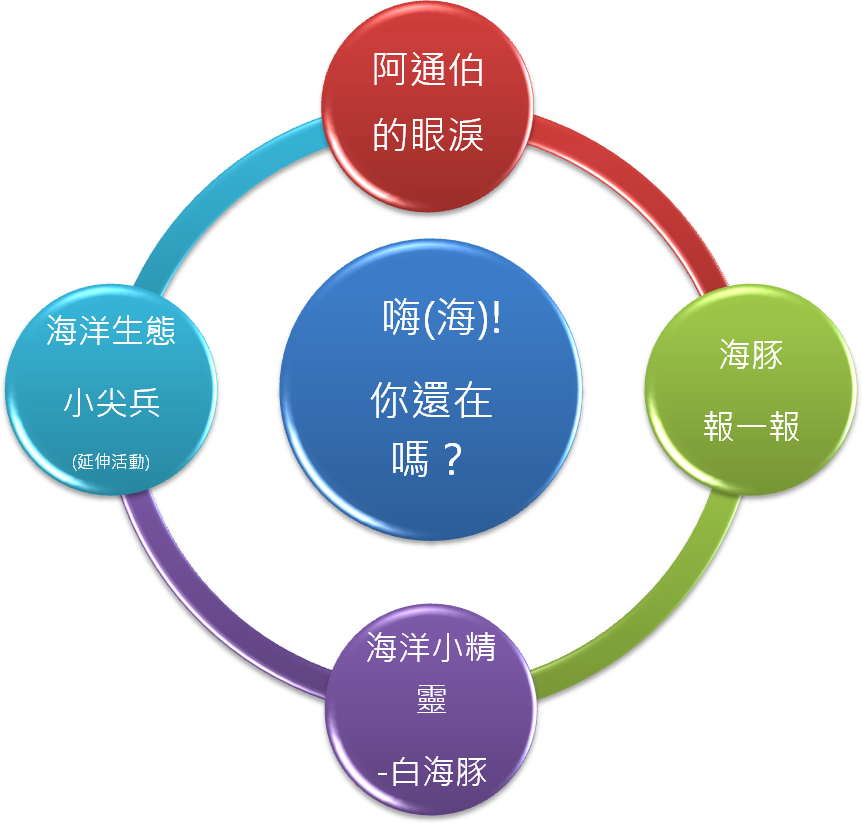 阿通伯
的眼淚
嗨(海)!
你還在
嗎？
海豚
報一報
海洋小精
靈
-白海豚
海洋生態
小尖兵
(延伸活動)